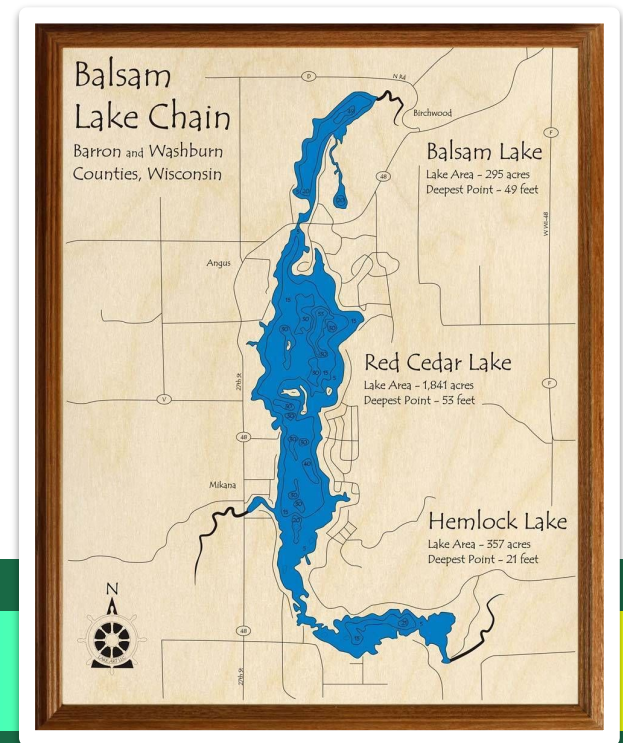 Balsam
Lake Chain
Barron and Washburn
Counties, Wisconsin
D
N Rd
Birchwood
F
Balsam Lake
Lake Area - 295 acres
Deepest Point - 49 feet
48
Angus
Red Cedar Lake
Lake Area - 1,841 acres
Deepest Point - 53 feet
27th St
F
V
48
Mikana
Hemlock Lake
Lake Area - 357 acres
Deepest Point - 21 feet
N
48
27th St